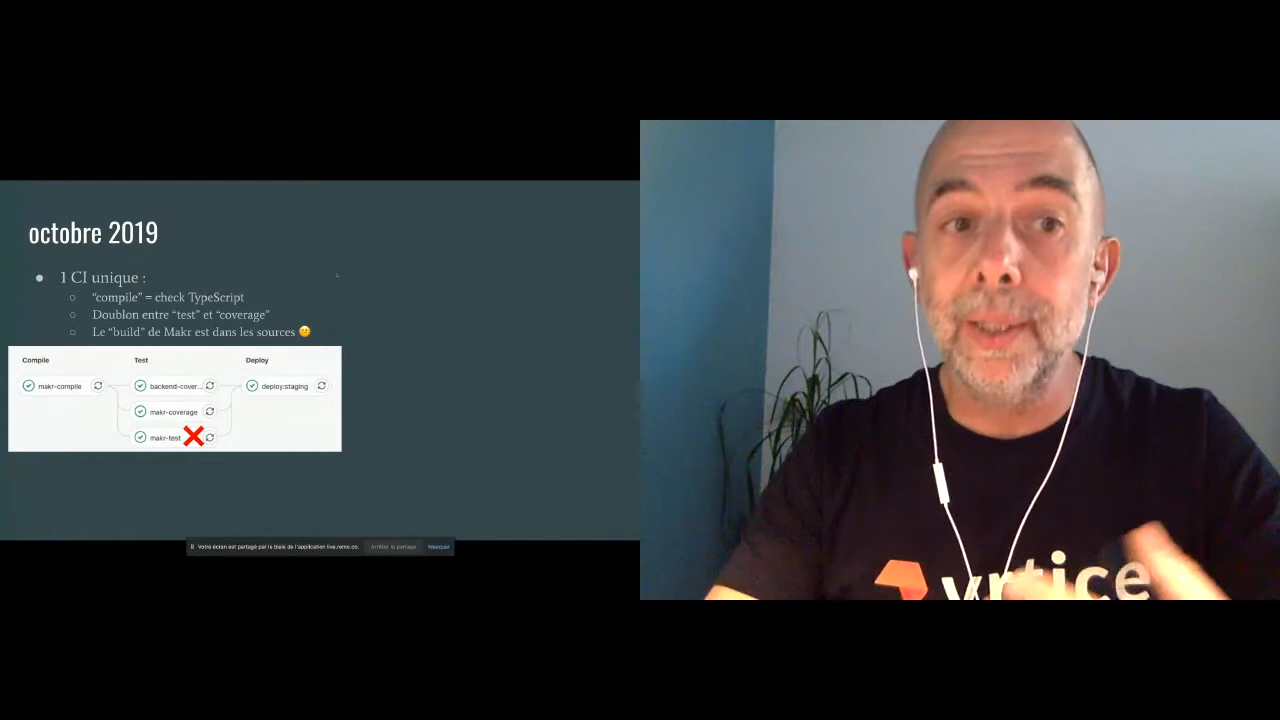 octobre 2019
1 CI unique :
“compile” = check TypeScript
Doublon entre “test” et “coverage”
Le “build” de Makr est dans les sources
Compile
Test
Deploy
makr-compile
backend-cover...
deploy:staging
makr-coverage
makr-test
Votre écran est partagé par le biais de l'application live.remo.co.
Arrêter le partage
Masquer
vrtice